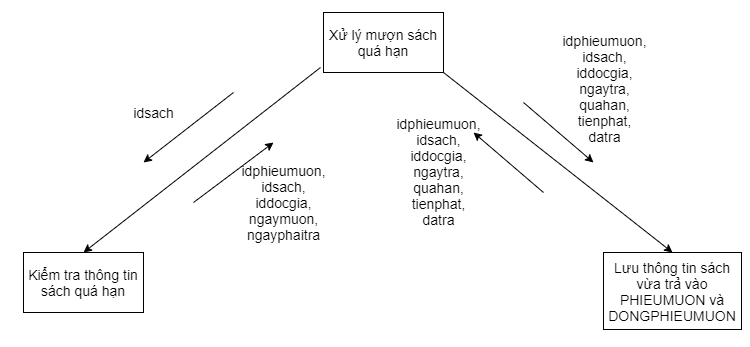 Xử lý mượn sách
quá hạn
idphieumuon,
idsach,
iddocgia,
ngaytra,
quahan,
tienphat,
datra
idsach
idphieumuon,
idsach,
iddocgia,
ngaytra,
quahan,
tienphat,
datra
idphieumuon,
idsach,
iddocgia,
ngaymuon,
ngayphaitra
Kiểm tra thông tin
sách quá hạn
Lưu thông tin sách
vừa trả vào
PHIEUMUON và
DONGPHIEUMUON